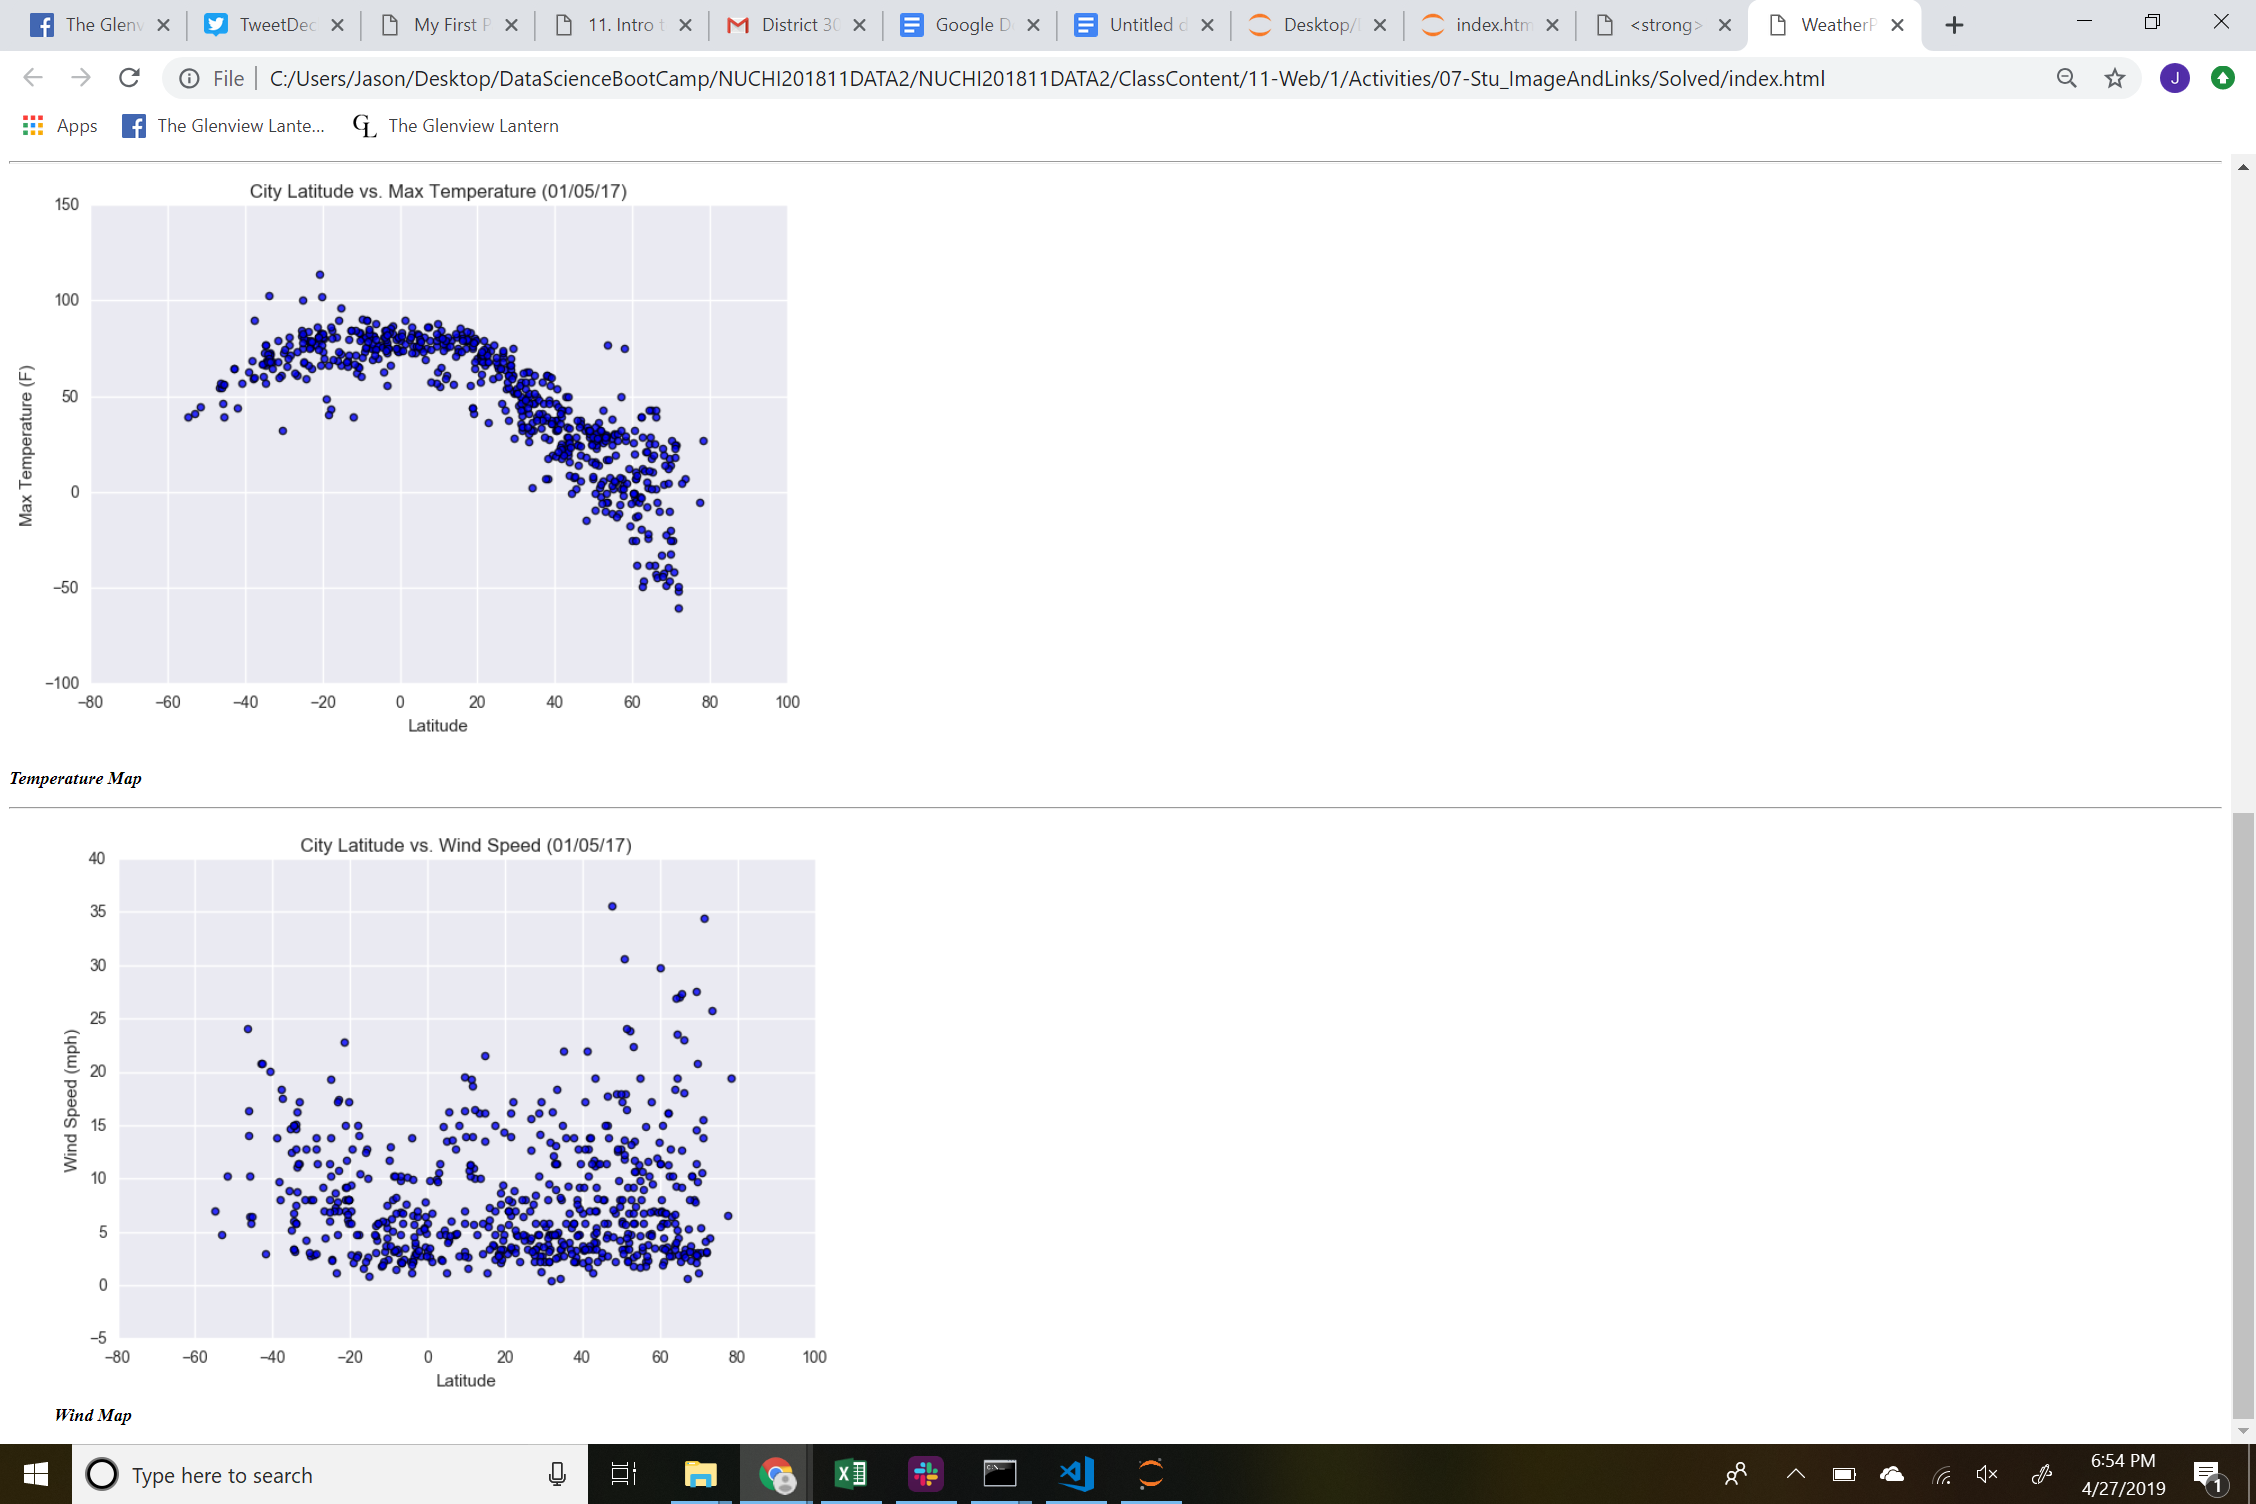 The Glenv
TweetDec
My First P
11. Intro t
District 30
Google D
Untitled d
Desktop/
index.htm
<strong>
WeatherP
File
C:/Users/Jason/Desktop/DataScienceBootCamp/NUCHI201811DATA2/NUCHI201811DATA2/ClassContent/11-Web/1/Activities/07-Stu_ImageAndLinks/Solved/index.html
J
Apps
The Glenview Lante...
GL
The Glenview Lantern
City Latitude vs. Max Temperature (01/05/17)
150
100
50
0
−50
−100
Max Temperature (F)
−80 −60 −40 −20 0 20 40 60 80 100
Latitude
Temperature Map
City Latitude vs. Wind Speed (01/05/17)
40
35
30
25
20
15
10
5
0
−5
Wind Speed (mph)
−80 −60 −40 −20 0 20 40 60 80 100
Latitude
Wind Map
Type here to search
6:54 PM
4/27/2019
1